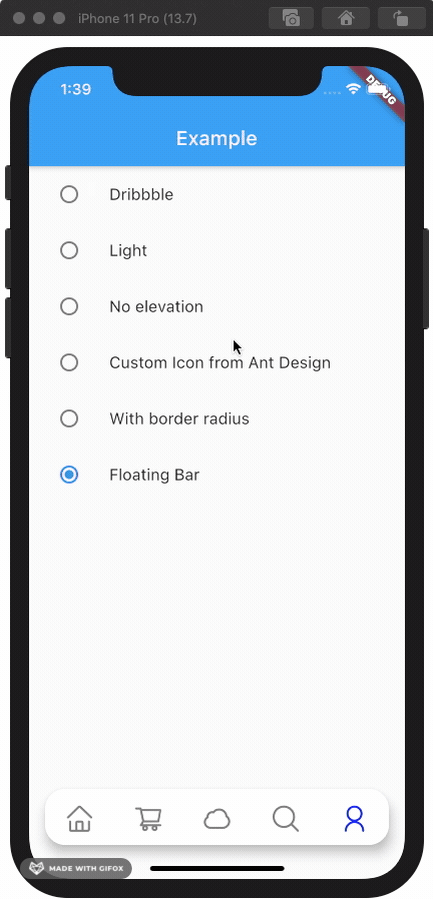 iPhone 11 Pro (13.7)
1:39
DEBUG
Example
Dribbble
Light
No elevation
Custom Icon from Ant Design
With border radius
Floating Bar
MADE WITH GIFOX